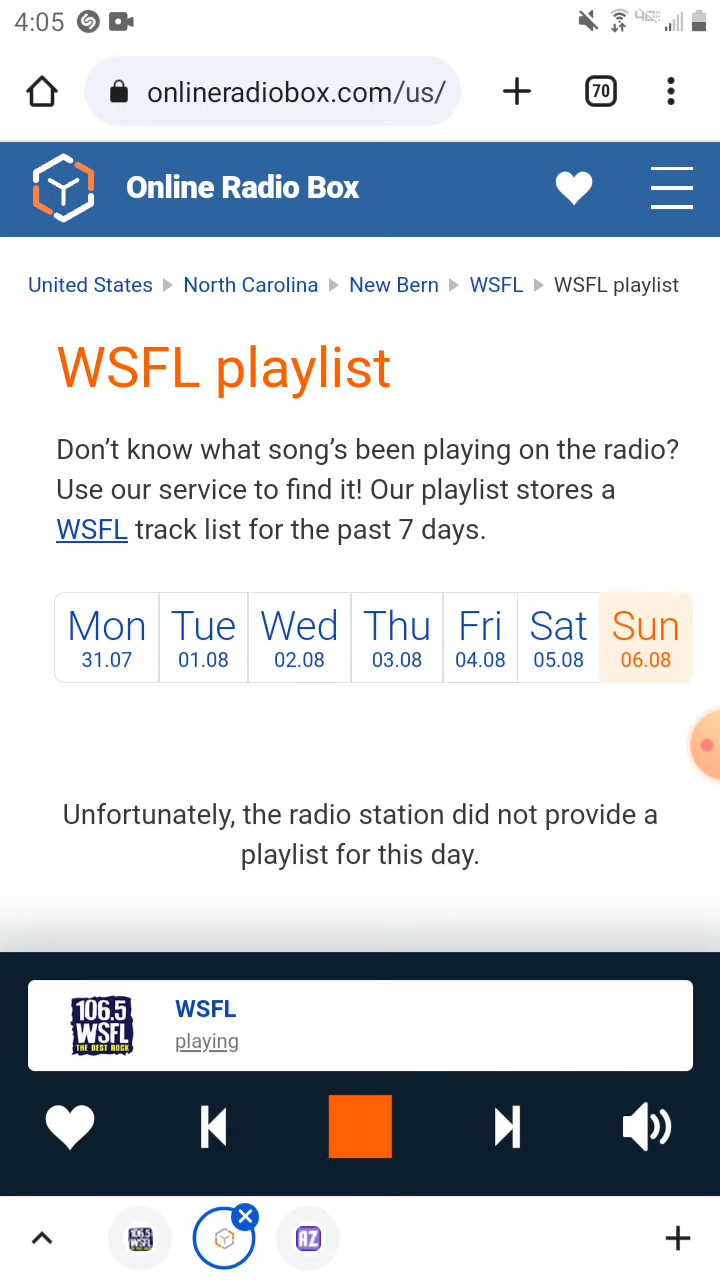 4:05
onlineradiobox.com/us/
70
Online Radio Box
United States North Carolina New Bern WSFL WSFL playlist
WSFL playlist
Don’t know what song’s been playing on the radio?
Use our service to find it! Our playlist stores a
WSFL track list for the past 7 days.
Mon Tue Wed Thu Fri Sat Sun
31.07 01.08 02.08 03.08 04.08 05.08 06.08
Unfortunately, the radio station did not provide a
playlist for this day.
106.5
WSFL
THE BEST ROCK
WSFL
playing
106.5
WSFL
AZ